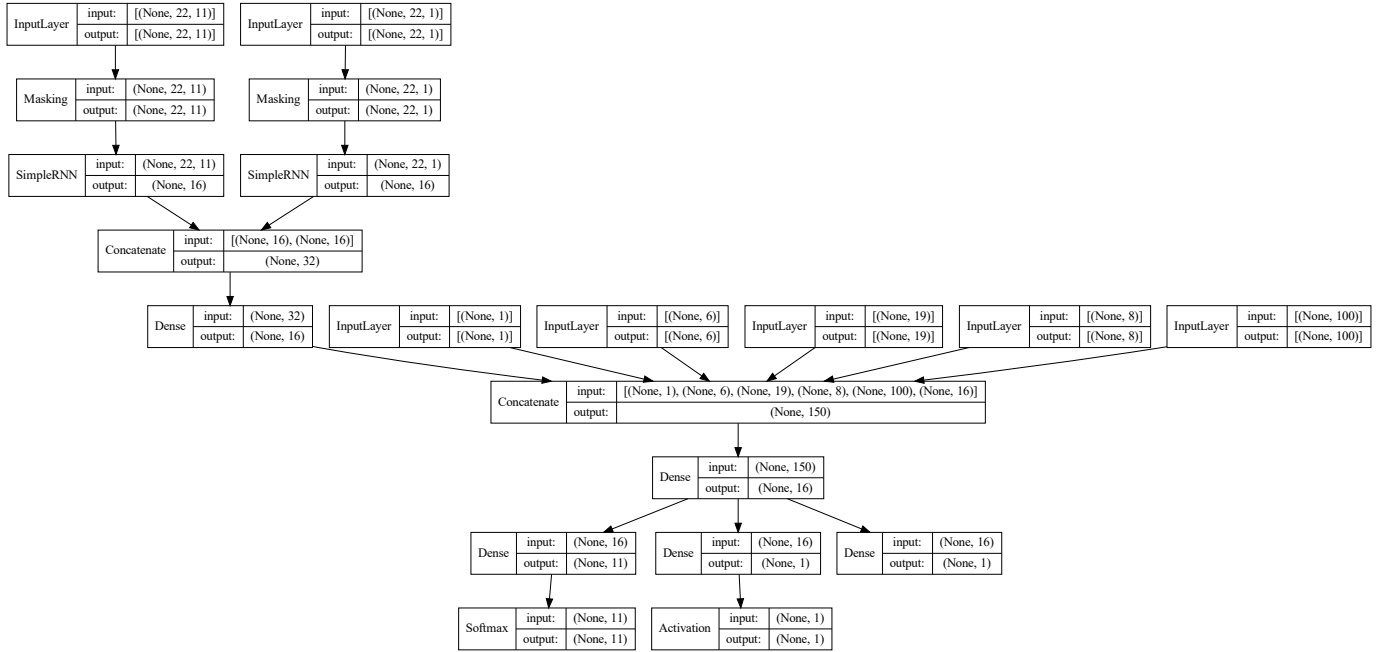 InputLayer input: [(None, 22, 11)] output: [(None, 22, 11)]
InputLayer input: [(None, 22, 1)] output: [(None, 22, 1)]
Masking input: (None, 22, 11) output: (None, 22, 11)
Masking input: (None, 22, 1) output: (None, 22, 1)
SimpleRNN input: (None, 22, 11) output: (None, 16)
SimpleRNN input: (None, 22, 1) output: (None, 16)
Concatenate input: [(None, 16), (None, 16)] output: (None, 32)
Dense input: (None, 32) output: (None, 16)
InputLayer input: [(None, 1)] output: [(None, 1)]
InputLayer input: [(None, 6)] output: [(None, 6)]
InputLayer input: [(None, 19)] output: [(None, 19)]
InputLayer input: [(None, 8)] output: [(None, 8)]
InputLayer input: [(None, 100)] output: [(None, 100)]
Concatenate input: [(None, 1), (None, 6), (None, 19), (None, 8), (None, 100), (None, 16)] output: (None, 150)
Dense input: (None, 150) output: (None, 16)
Dense input: (None, 16) output: (None, 11)
Dense input: (None, 16) output: (None, 1)
Dense input: (None, 16) output: (None, 1)
Softmax input: (None, 11) output: (None, 11)
Activation input: (None, 1) output: (None, 1)